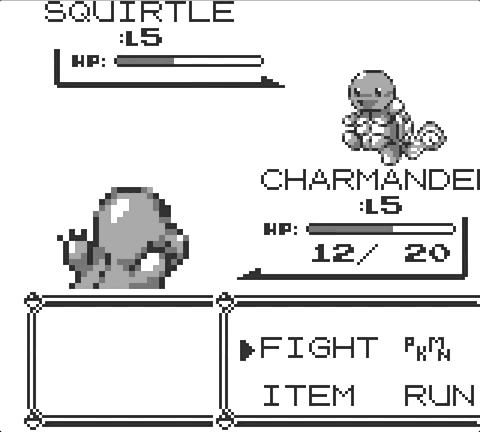 SQUIRTLE
:L5
HP:
CHARMANDE
:L5
HP:
12/ 20
FIGHT PKMN
ITEM RUN